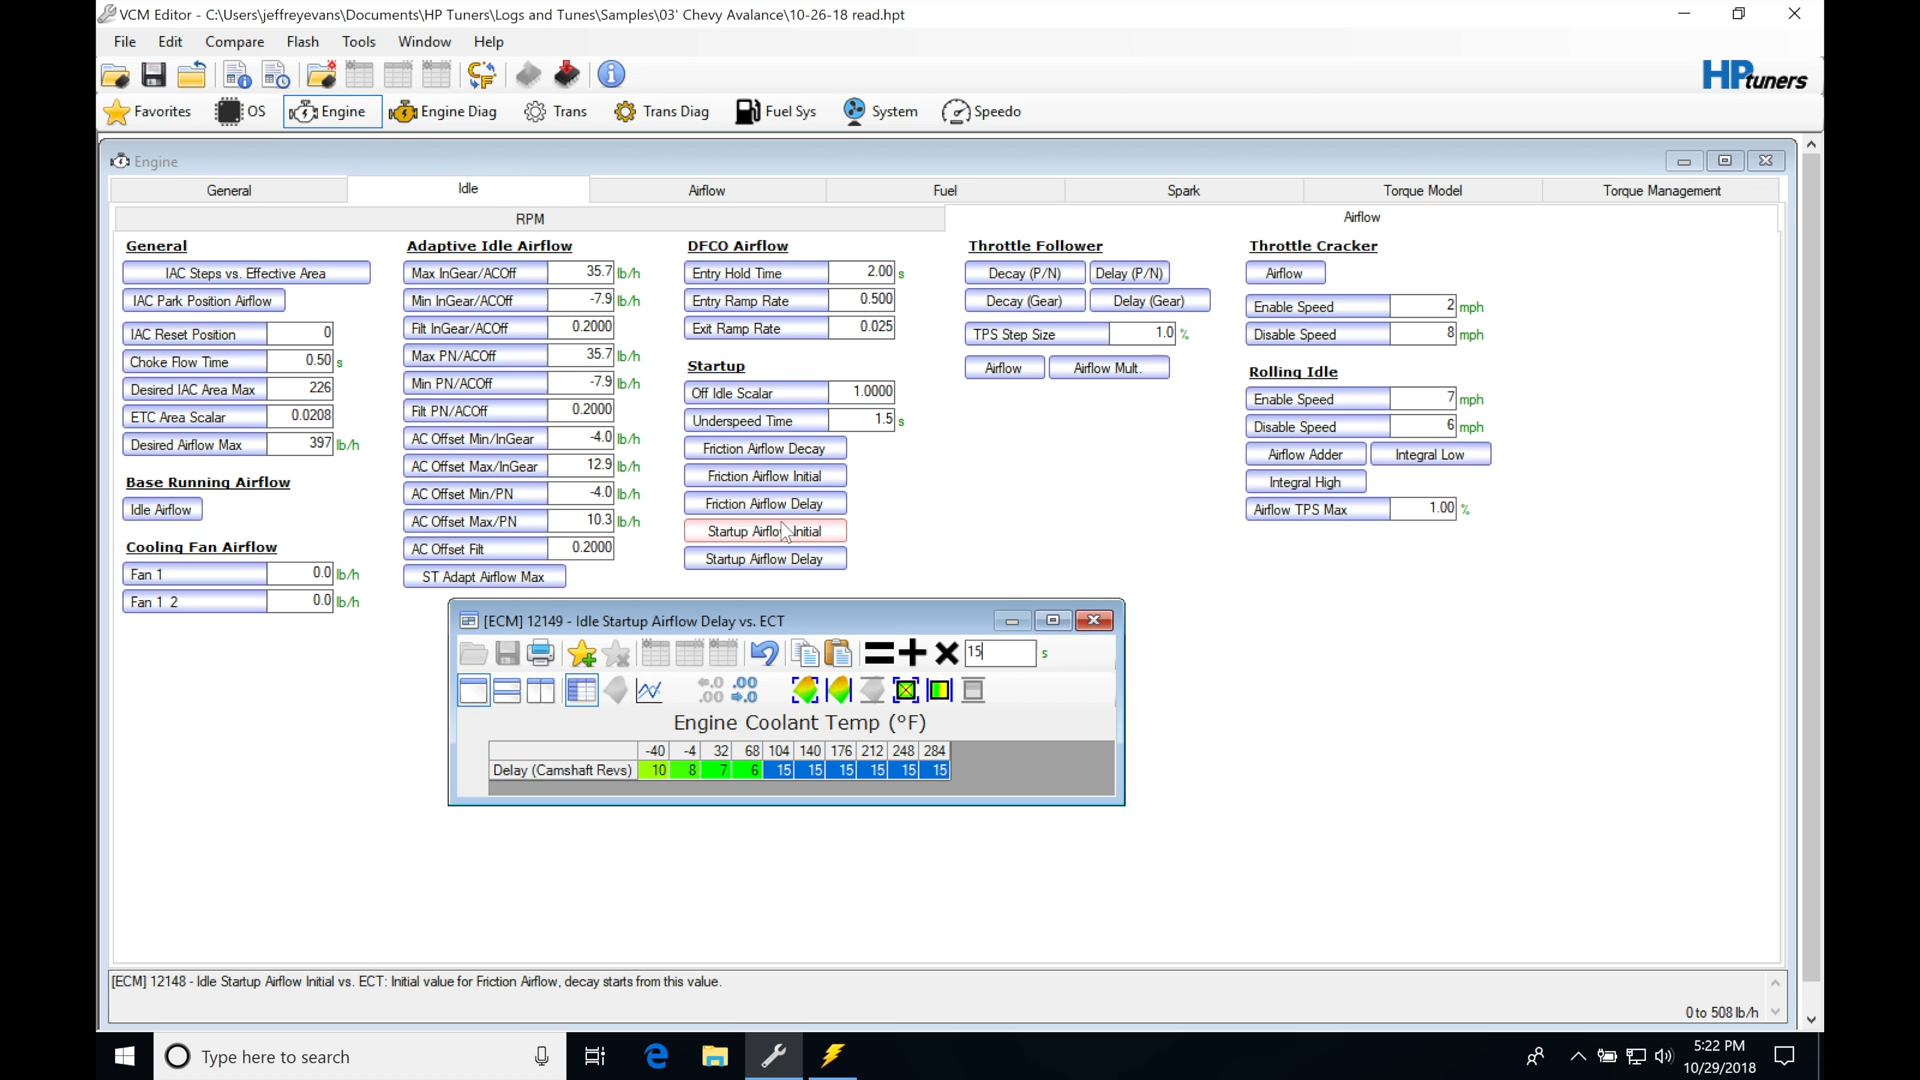 VCM Editor - C:\Users\jeffreyevans\Documents\HP Tuners\Logs and Tunes\Samples\03' Chevy Avalance\10-26-18 read.hpt
File Edit Compare Flash Tools Window Help
HPtuners
Favorites OS Engine Engine Diag Trans Trans Diag Fuel Sys System Speedo
Engine
General Idle Airflow Fuel Spark Torque Model Torque Management
RPM Airflow
General
IAC Steps vs. Effective Area
IAC Park Position Airflow
IAC Reset Position 0
Choke Flow Time 0.50 s
Desired IAC Area Max 226
ETC Area Scalar 0.0208
Desired Airflow Max 397 lb/h
Base Running Airflow
Idle Airflow
Cooling Fan Airflow
Fan 1 0.0 lb/h
Fan 1 2 0.0 lb/h
Adaptive Idle Airflow
Max InGear/ACOff 35.7 lb/h
Min InGear/ACOff -7.9 lb/h
Filt InGear/ACOff 0.2000
Max PN/ACOff 35.7 lb/h
Min PN/ACOff -7.9 lb/h
Filt PN/ACOff 0.2000
AC Offset Min/InGear -4.0 lb/h
AC Offset Max/InGear 12.9 lb/h
AC Offset Min/PN -4.0 lb/h
AC Offset Max/PN 10.3 lb/h
AC Offset Filt 0.2000
ST Adapt Airflow Max
DFCO Airflow
Entry Hold Time 2.00 s
Entry Ramp Rate 0.500
Exit Ramp Rate 0.025
Startup
Off Idle Scalar 1.0000
Underspeed Time 1.5 s
Friction Airflow Decay
Friction Airflow Initial
Friction Airflow Delay
Startup Airflow Initial
Startup Airflow Delay
Throttle Follower
Decay (P/N) Delay (P/N)
Decay (Gear) Delay (Gear)
TPS Step Size 1.0 %
Airflow Airflow Mult.
Throttle Cracker
Airflow
Enable Speed 2 mph
Disable Speed 8 mph
Rolling Idle
Enable Speed 7 mph
Disable Speed 6 mph
Airflow Adder Integral Low
Integral High
Airflow TPS Max 1.00 %
[ECM] 12149 - Idle Startup Airflow Delay vs. ECT
15 s
←.0 .00
.00 →.0
Engine Coolant Temp (°F)
-40 -4 32 68 104 140 176 212 248 284
Delay (Camshaft Revs) 10 8 7 6 15 15 15 15 15 15
[ECM] 12148 - Idle Startup Airflow Initial vs. ECT: Initial value for Friction Airflow, decay starts from this value.
0 to 508 lb/h
Type here to search
5:22 PM
10/29/2018